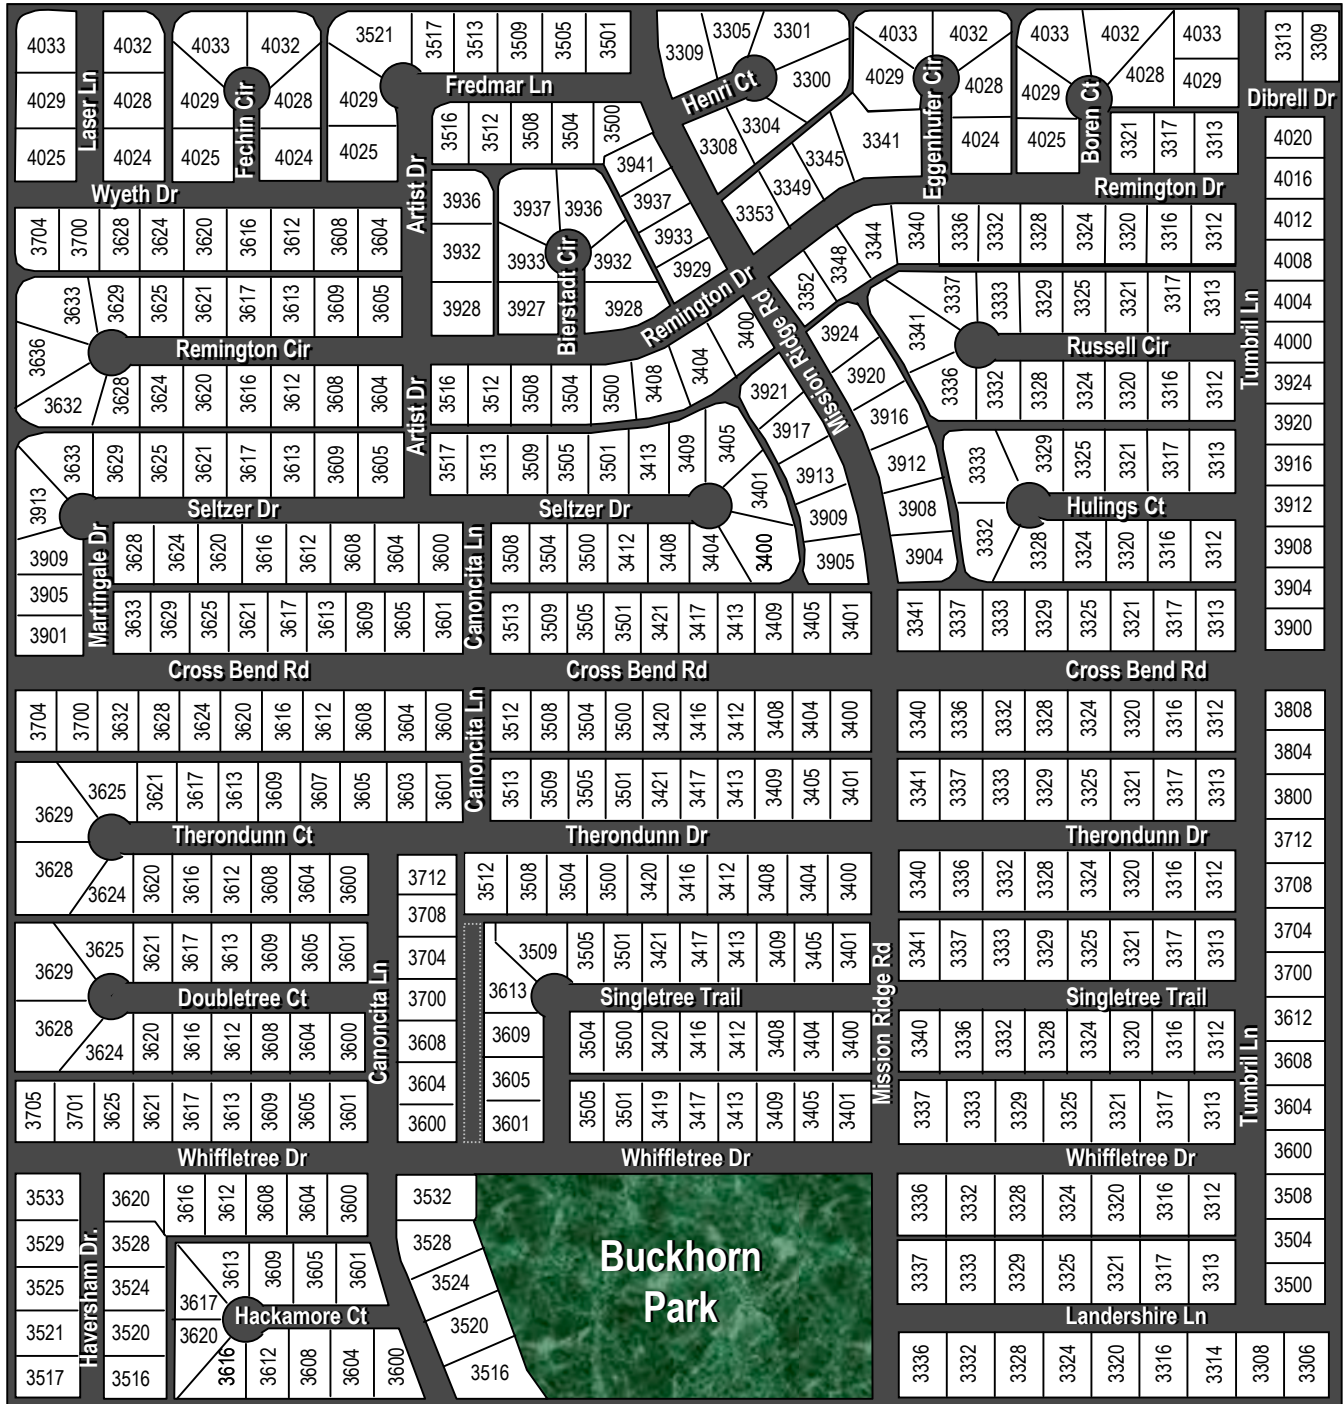 4033 4032 4033 4032 3521 3517 3513 3509 3505 3501 3309 3305 3301 4033 4032 4033 4032 4033 3313 3309
4029 Laser Ln 4028 4029 Fechin Cir 4028 4029 Fredmar Ln Henri Ct 3300 4029 Eggenhufer Cir 4028 4029 Boren Ct 4028 4029 Dibrell Dr
4025 4024 4025 4024 4025 3516 3512 3508 3504 3500 3308 3304 3345 3341 4024 4025 3321 3317 3313 4020
Wyeth Dr Artist Dr 3941 3349 3353 Remington Dr 4016
3936 3937 3936 3937
3704 3700 3628 3624 3620 3616 3612 3608 3604 3932 3933 Bierstadt Cir 3932 3933 3352 3348 3344 3340 3336 3332 3328 3324 3320 3316 3312 4012
3929 4008
3633 3629 3625 3621 3617 3613 3609 3605 3928 3927 3928 Remington Dr 3400 Mission Ridge Rd 3341 3337 3333 3329 3325 3321 3317 3313 4004
3636 Remington Cir 3924 Russell Cir Tumbril Ln 4000
3632 3628 3624 3620 3616 3612 3608 3604 Artist Dr 3516 3512 3508 3504 3500 3408 3404 3921 3920 3336 3332 3328 3324 3320 3316 3312 3924
3917 3916 3920
3633 3629 3625 3621 3617 3613 3609 3605 3517 3513 3509 3505 3501 3413 3409 3405 3401 3913 3912 3333 3329 3325 3321 3317 3313 3916
3913 Seltzer Dr Seltzer Dr 3909 3908 Hulings Ct 3912
3909 Martingale Dr 3628 3624 3620 3616 3612 3608 3604 3600 Canoncita Ln 3508 3504 3500 3412 3408 3404 3400 3905 3904 3332 3328 3324 3320 3316 3312 3908
3905 3904
3901 3633 3629 3625 3621 3617 3613 3609 3605 3601 3513 3509 3505 3501 3421 3417 3413 3409 3405 3401 3341 3337 3333 3329 3325 3321 3317 3313 3900
Cross Bend Rd Cross Bend Rd Cross Bend Rd
3704 3700 3632 3628 3624 3620 3616 3612 3608 3604 3600 Canoncita Ln 3512 3508 3504 3500 3420 3416 3412 3408 3404 3400 3340 3336 3332 3328 3324 3320 3316 3312 3808
3804
3629 3625 3621 3617 3613 3609 3607 3605 3603 3601 3513 3509 3505 3501 3421 3417 3413 3409 3405 3401 3341 3337 3333 3329 3325 3321 3317 3313 3800
Therondunn Ct Therondunn Dr Therondunn Dr 3712
3628 3624 3620 3616 3612 3608 3604 3600 3712 3512 3508 3504 3500 3420 3416 3412 3408 3404 3400 3340 3336 3332 3328 3324 3320 3316 3312 3708
3708
3629 3625 3621 3617 3613 3609 3605 3601 Canoncita Ln 3704 3509 3505 3501 3421 3417 3413 3409 3405 3401 Mission Ridge Rd 3341 3337 3333 3329 3325 3321 3317 3313 3704
Doubletree Ct 3700 3613 Singletree Trail Singletree Trail 3700
3628 3624 3620 3616 3612 3608 3604 3600 3608 3609 3504 3500 3420 3416 3412 3408 3404 3400 3340 3336 3332 3328 3324 3320 3316 3312 3612
3604 3605 Tumbril Ln 3608
3705 3701 3625 3621 3617 3613 3609 3605 3601 3600 3601 3505 3501 3419 3417 3413 3409 3405 3401 3337 3333 3329 3325 3321 3317 3313 3604
Whiffletree Dr Whiffletree Dr Whiffletree Dr 3600
3533 3620 3616 3612 3608 3604 3600 3532 3336 3332 3328 3324 3320 3316 3312 3508
3529 Haversham Dr. 3528 3528 Buckhorn 3504
3525 3524 3617 3613 3609 3605 3601 3524 Park 3337 3333 3329 3325 3321 3317 3313 3500
3521 3520 3620 Hackamore Ct 3520 Landershire Ln
3517 3516 3616 3612 3608 3604 3600 3516 3336 3332 3328 3324 3320 3316 3314 3308 3306